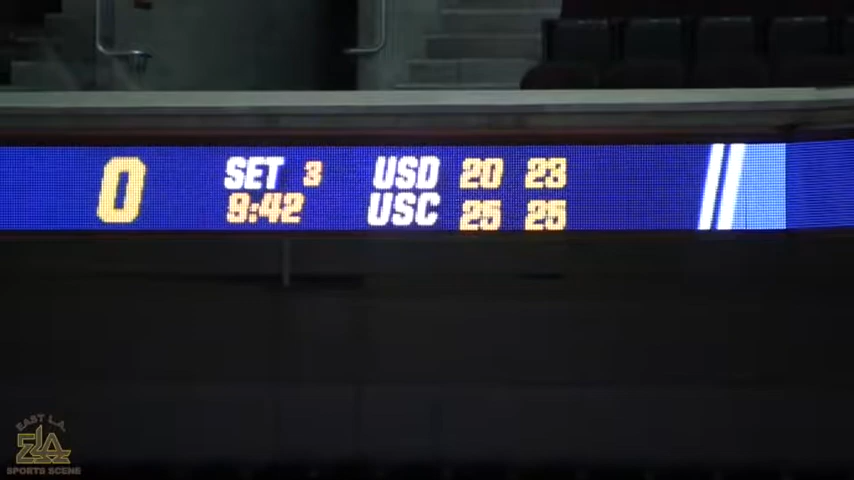 0
SET 3
9:42
USD 20 23
USC 25 25
EAST L.A.
ELA
SPORTS SCENE